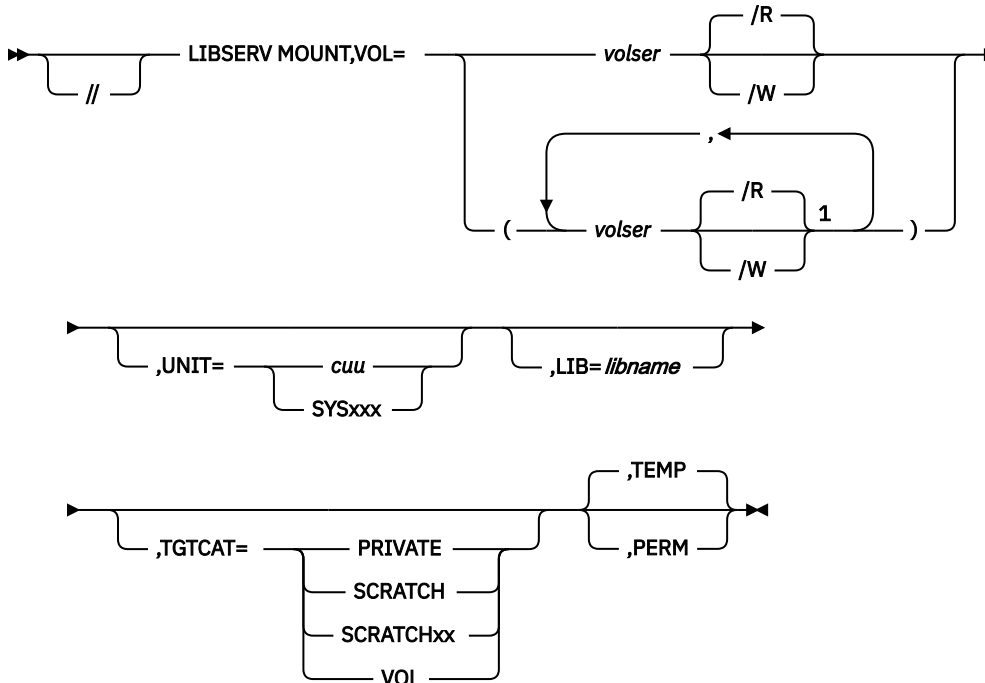 /R
LIBSERV MOUNT,VOL= volser
// /W
,
/R
1
( volser )
/W
,UNIT= cuu ,LIB=libname
SYSxxx
,TEMP
,TGTCAT= PRIVATE ,PERM
SCRATCH
SCRATCHxx
VOL